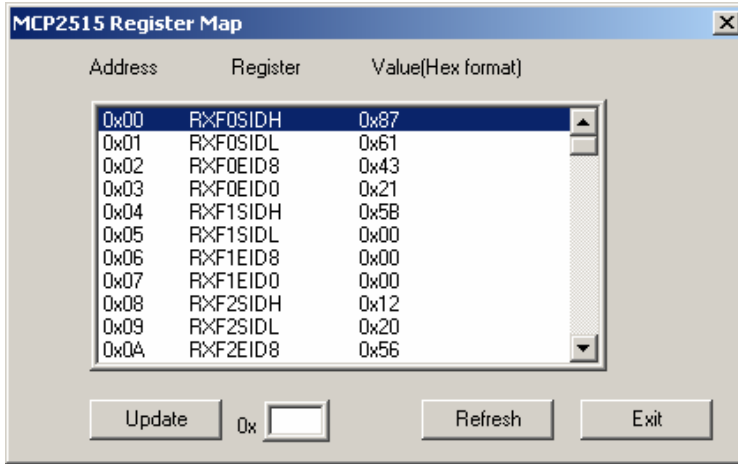 MCP2515 Register Map
Address Register Value(Hex format)
0x00 RXF0SIDH 0x87
0x01 RXF0SIDL 0x61
0x02 RXF0EID8 0x43
0x03 RXF0EID0 0x21
0x04 RXF1SIDH 0x5B
0x05 RXF1SIDL 0x00
0x06 RXF1EID8 0x00
0x07 RXF1EID0 0x00
0x08 RXF2SIDH 0x12
0x09 RXF2SIDL 0x20
0x0A RXF2EID8 0x56
Update 0x Refresh Exit